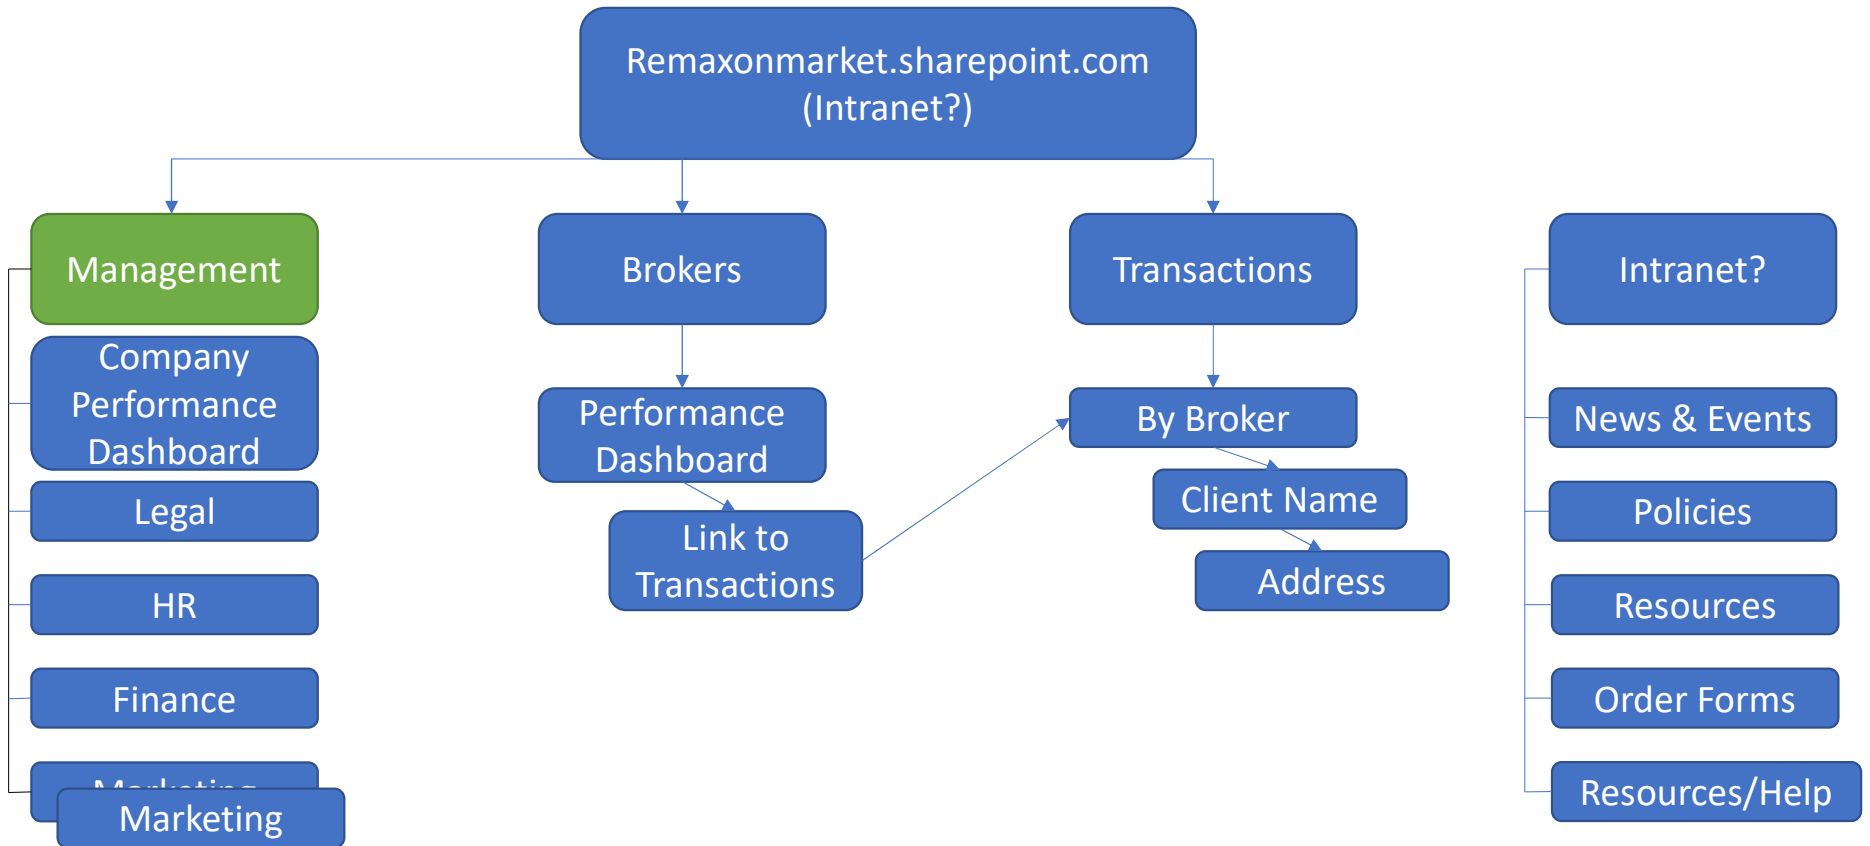 Remaxonmarket.sharepoint.com
(Intranet?)
Management
Brokers
Transactions
Intranet?
Company
Performance
Dashboard
Performance
Dashboard
By Broker
News & Events
Legal
Link to
Transactions
Client Name
Policies
HR
Address
Resources
Finance
Order Forms
Marketing
Marketing
Resources/Help